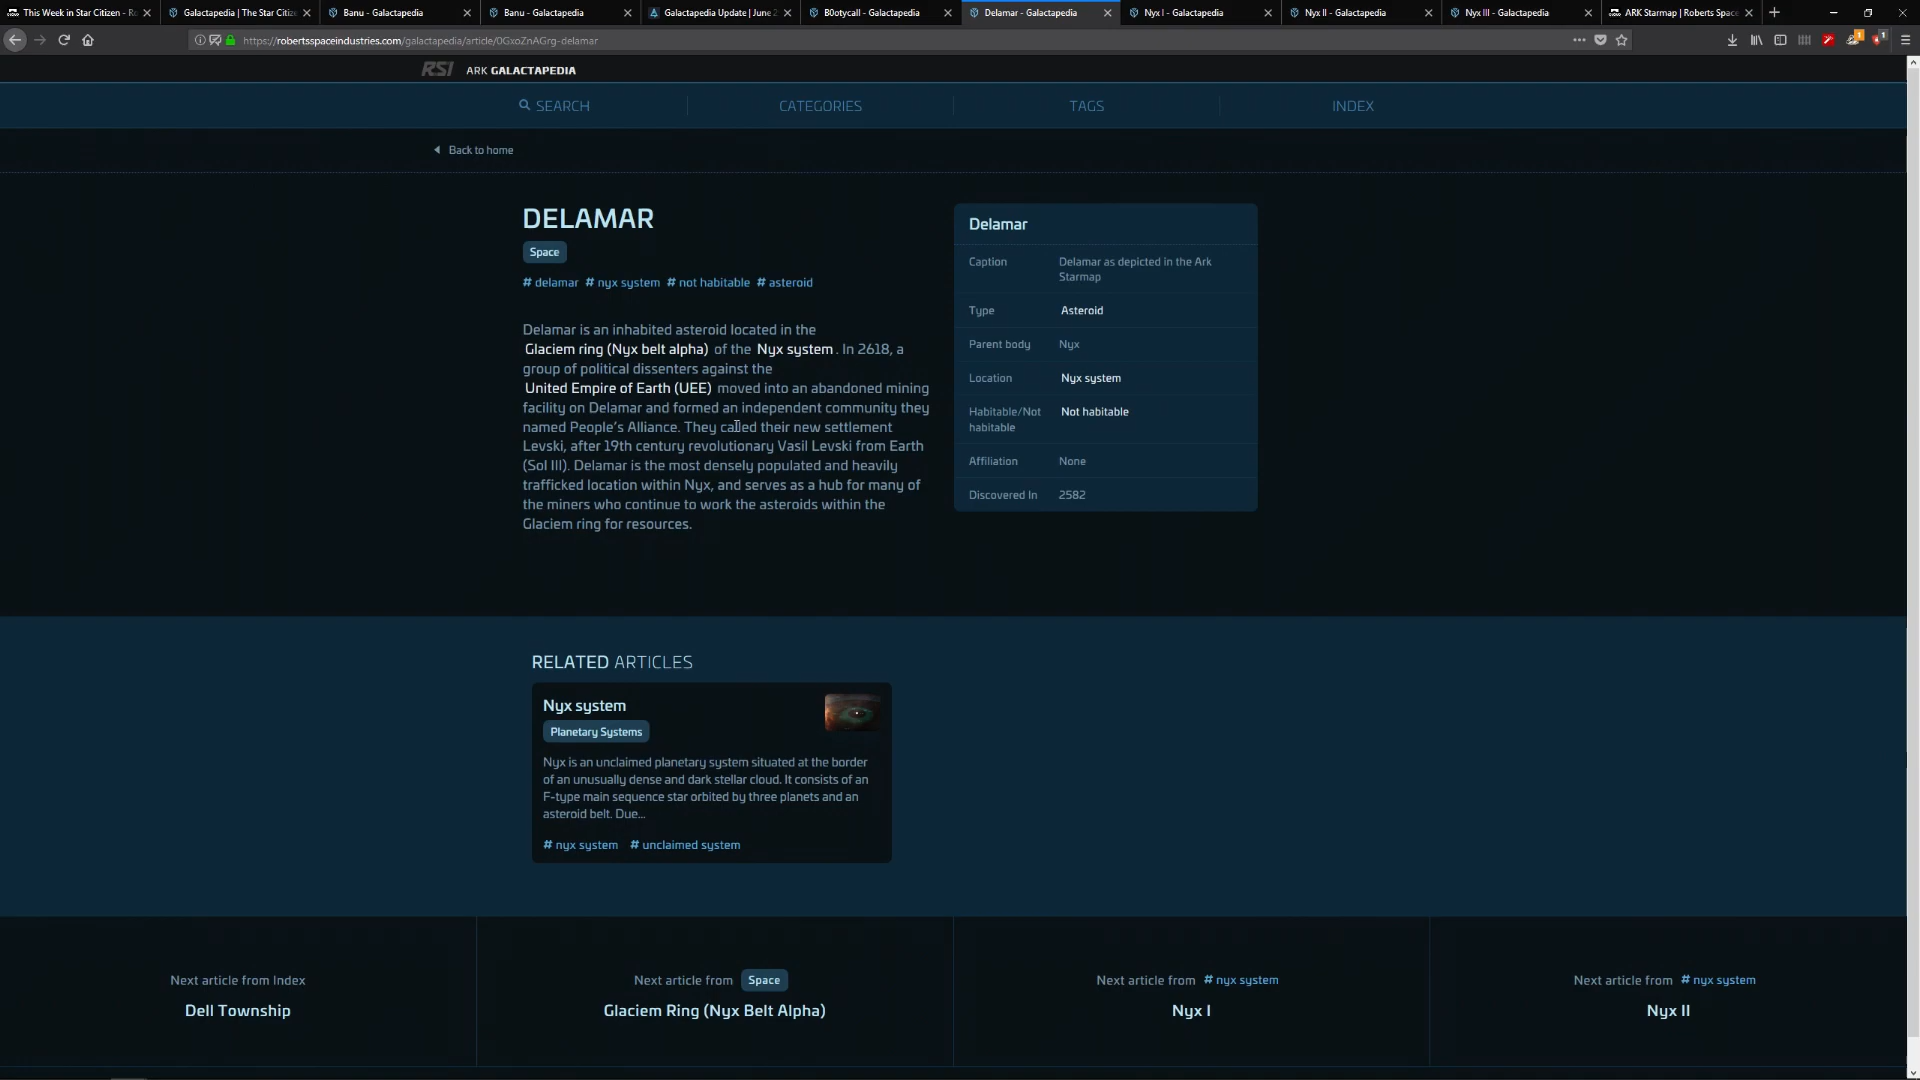 This Week in Star Citizen - Ro
Galactapedia | The Star Citize
Banu - Galactapedia
Banu - Galactapedia
Galactapedia Update | June 2
B0otycall - Galactapedia
Delamar - Galactapedia
Nyx I - Galactapedia
Nyx II - Galactapedia
Nyx III - Galactapedia
ARK Starmap | Roberts Space
https://robertsspaceindustries.com/galactapedia/article/0GxoZnAGrg-delamar
1
1
RSI ARK GALACTAPEDIA
SEARCH
CATEGORIES
TAGS
INDEX
Back to home
DELAMAR
Space
# delamar # nyx system # not habitable # asteroid
Delamar is an inhabited asteroid located in the
Glaciem ring (Nyx belt alpha) of the Nyx system. In 2618, a
group of political dissenters against the
United Empire of Earth (UEE) moved into an abandoned mining
facility on Delamar and formed an independent community they
named People's Alliance. They called their new settlement
Levski, after 19th century revolutionary Vasil Levski from Earth
(Sol III). Delamar is the most densely populated and heavily
trafficked location within Nyx, and serves as a hub for many of
the miners who continue to work the asteroids within the
Glaciem ring for resources.
Delamar
Caption Delamar as depicted in the Ark
Starmap
Type Asteroid
Parent body Nyx
Location Nyx system
Habitable/Not Not habitable
habitable
Affiliation None
Discovered In 2582
RELATED ARTICLES
Nyx system
Planetary Systems
Nyx is an unclaimed planetary system situated at the border
of an unusually dense and dark stellar cloud. It consists of an
F-type main sequence star orbited by three planets and an
asteroid belt. Due...
# nyx system # unclaimed system
Next article from Index
Dell Township
Next article from Space
Glaciem Ring (Nyx Belt Alpha)
Next article from # nyx system
Nyx I
Next article from # nyx system
Nyx II